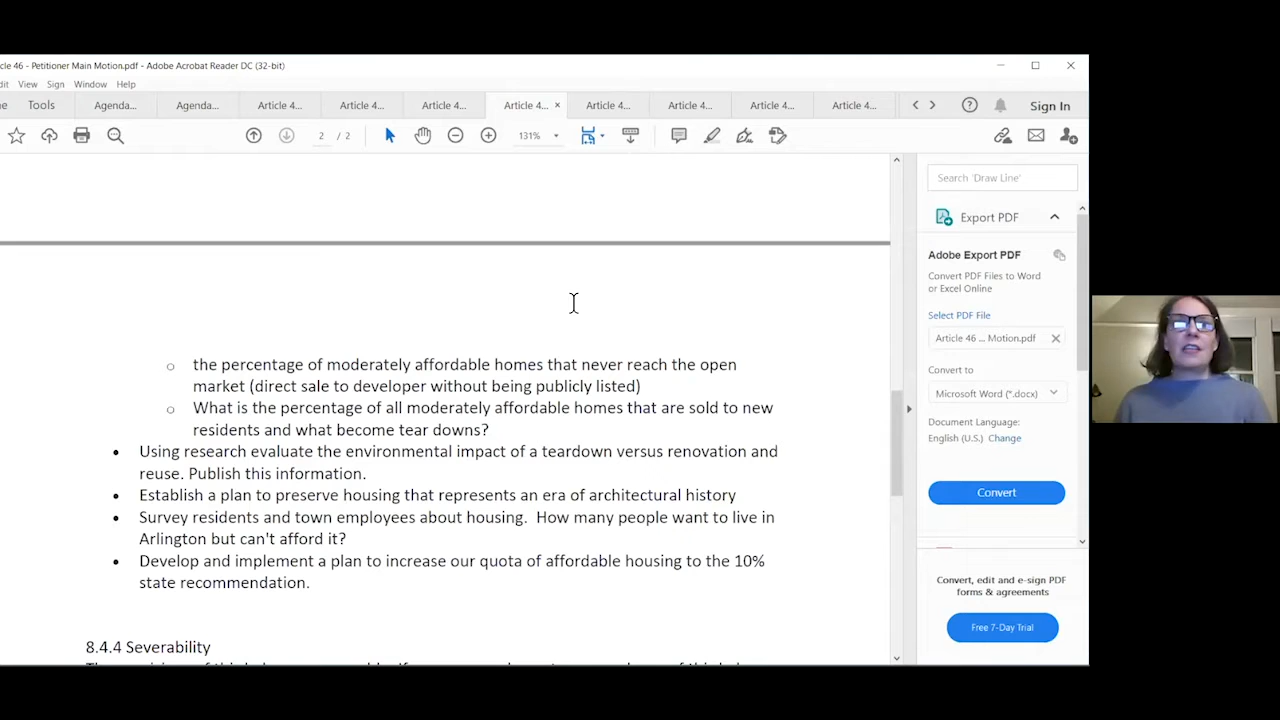 cle 46 - Petitioner Main Motion.pdf - Adobe Acrobat Reader DC (32-bit)
dit View Sign Window Help
e Tools Agenda... Agenda... Article 4... Article 4... Article 4... Article 4... × Article 4... Article 4... Article 4... Article 4... Sign In
2 / 2 131%
Search 'Draw Line'
Export PDF
Adobe Export PDF
Convert PDF Files to Word
or Excel Online
Select PDF File
Article 46 ... Motion.pdf
Convert to
Microsoft Word (*.docx)
Document Language:
English (U.S.) Change
Convert
Convert, edit and e-sign PDF
forms & agreements
Free 7-Day Trial
o the percentage of moderately affordable homes that never reach the open
market (direct sale to developer without being publicly listed)
o What is the percentage of all moderately affordable homes that are sold to new
residents and what become tear downs?
• Using research evaluate the environmental impact of a teardown versus renovation and
reuse. Publish this information.
• Establish a plan to preserve housing that represents an era of architectural history
• Survey residents and town employees about housing.  How many people want to live in
Arlington but can't afford it?
• Develop and implement a plan to increase our quota of affordable housing to the 10%
state recommendation.
8.4.4 Severability